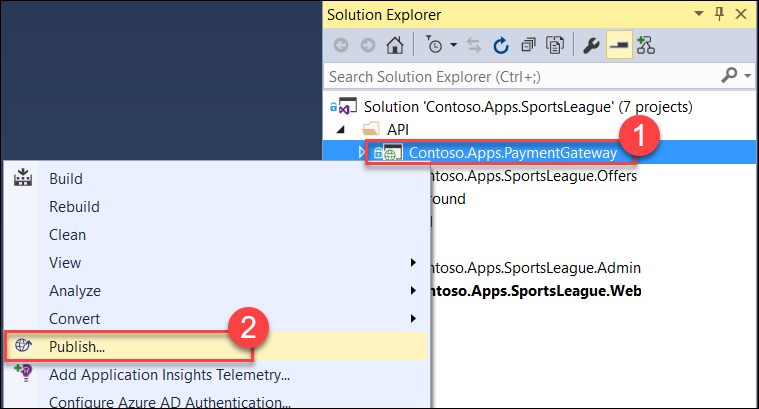 Solution Explorer
Search Solution Explorer (Ctrl+;)
Solution 'Contoso.Apps.SportsLeague' (7 projects)
API
1
Contoso.Apps.PaymentGateway
ontoso.Apps.SportsLeague.Offers
round
ontoso.Apps.SportsLeague.Admin
ontoso.Apps.SportsLeague.Web
Build
Rebuild
Clean
View
Analyze
Convert
2
Publish...
Add Application Insights Telemetry...
Configure Azure AD Authentication...